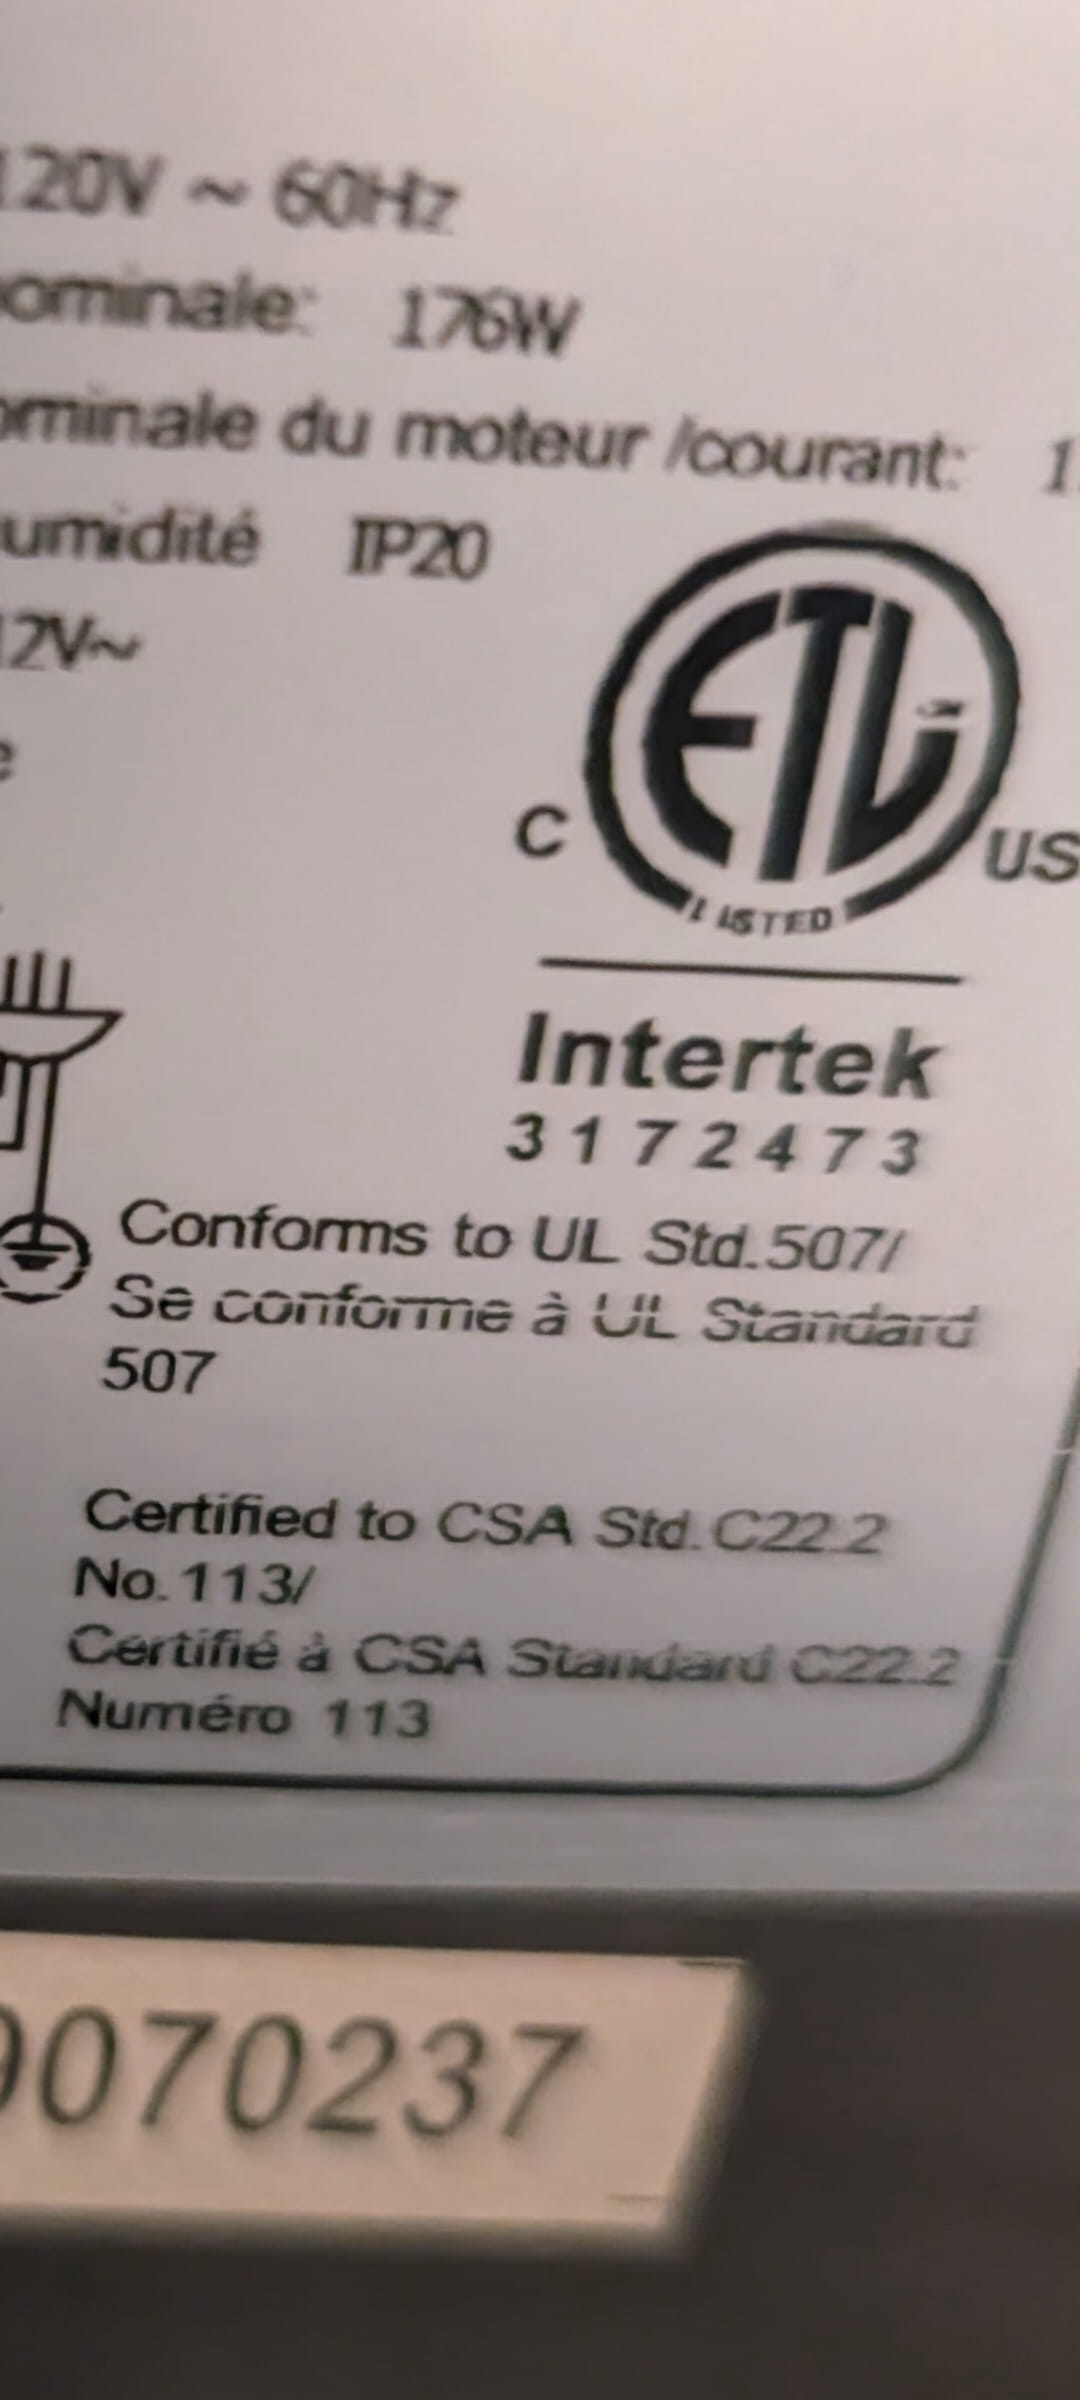 120V ~ 60Hz
ominale: 176W
ominale du moteur /courant: 1
umidité IP20
12V~
e
ETL
CM
C US
LISTED
Intertek
3172473
Conforms to UL Std.507/
Se conforme à UL Standard
507
Certified to CSA Std.C22.2
No.113/
Certifié à CSA Standard C22.2
Numéro 113
0070237